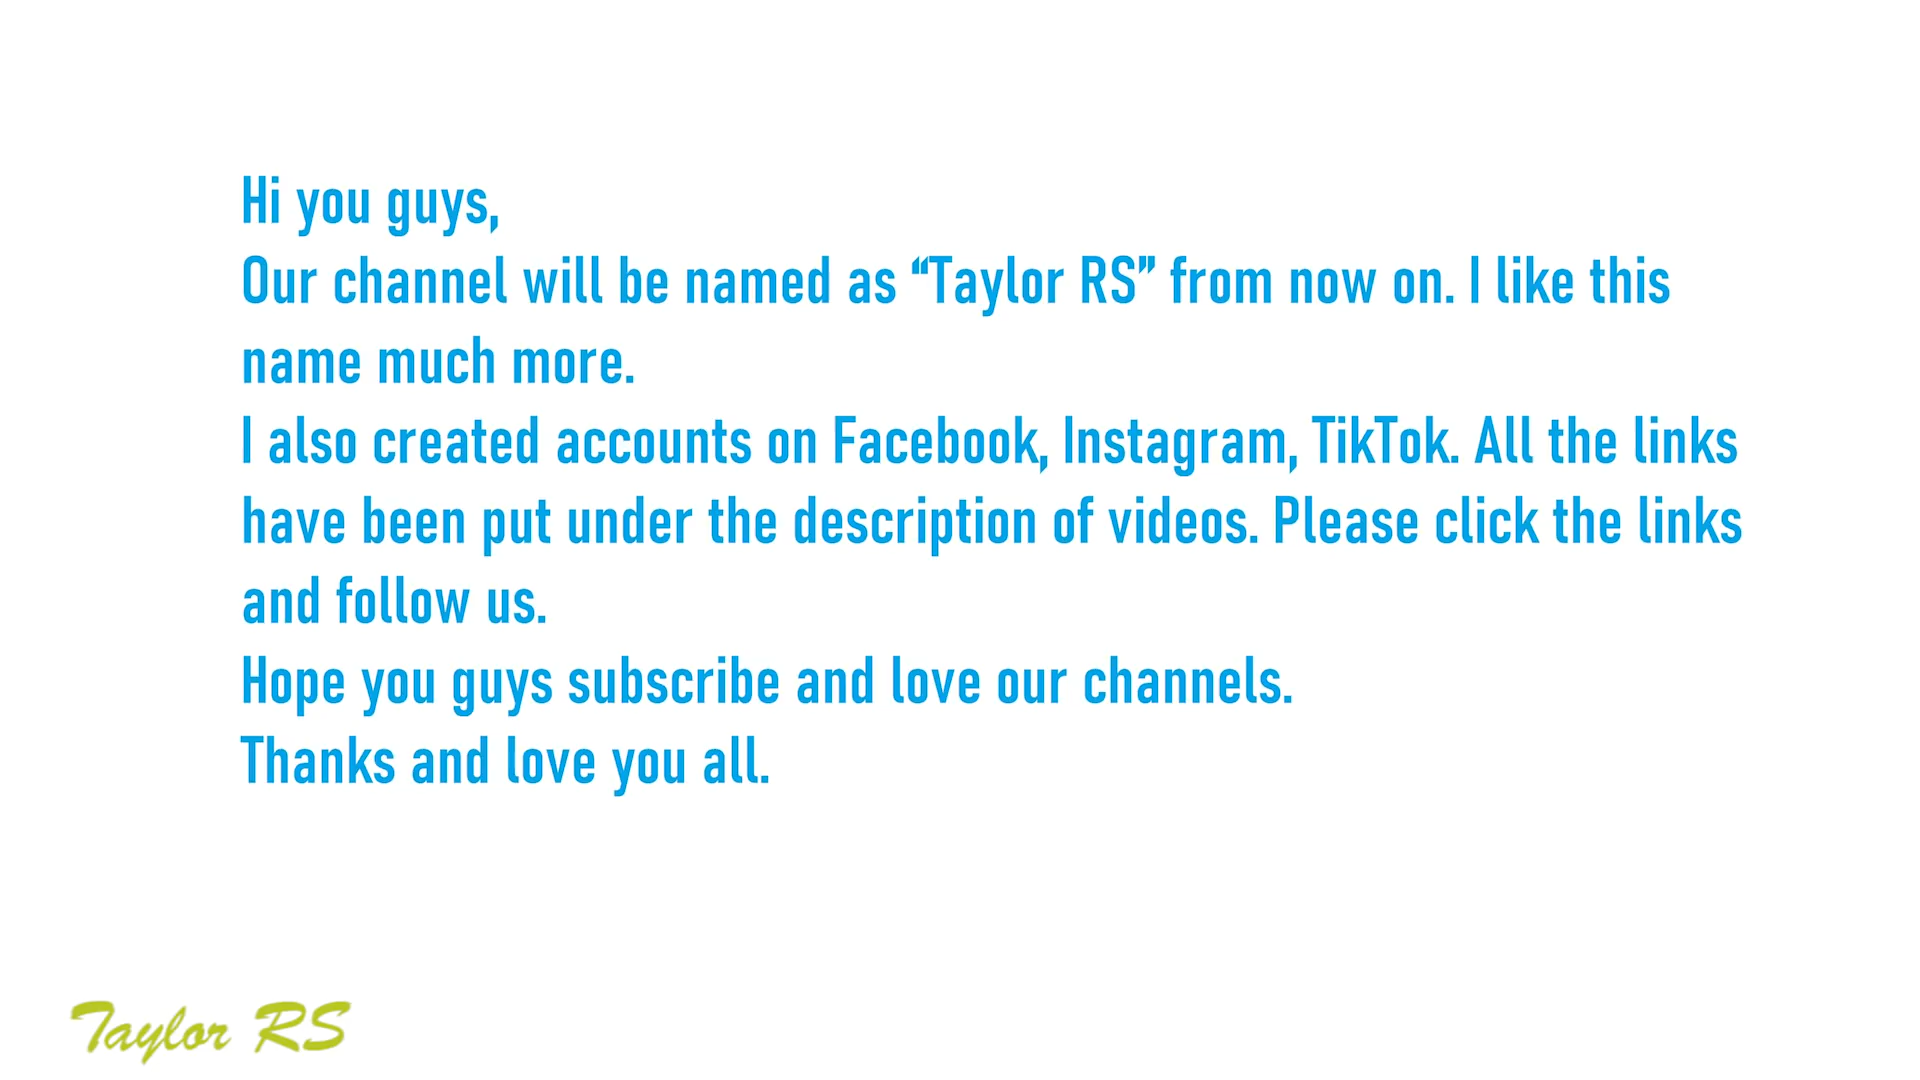 Hi you guys,
Our channel will be named as “Taylor RS” from now on. I like this
name much more.
I also created accounts on Facebook, Instagram, TikTok. All the links
have been put under the description of videos. Please click the links
and follow us.
Hope you guys subscribe and love our channels.
Thanks and love you all.
Taylor RS